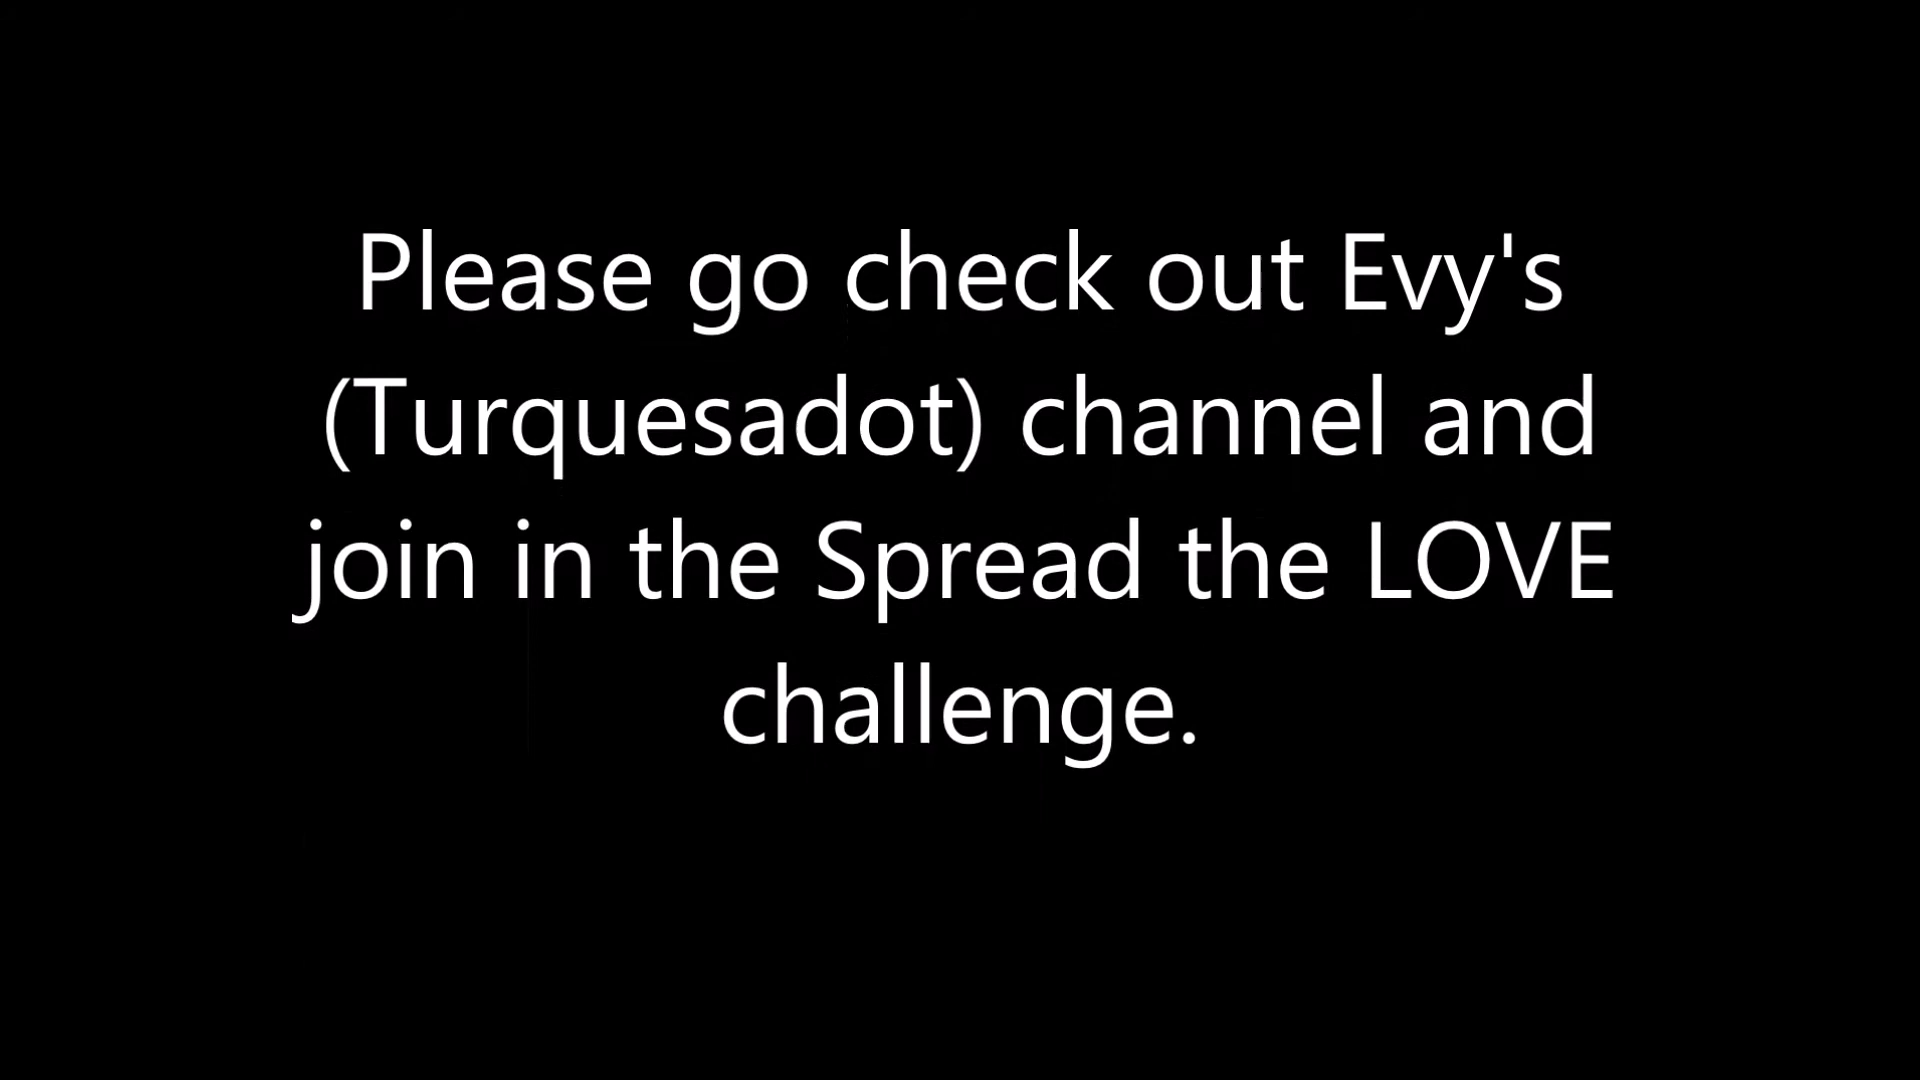 Please go check out Evy's
(Turquesadot) channel and
join in the Spread the LOVE
challenge.